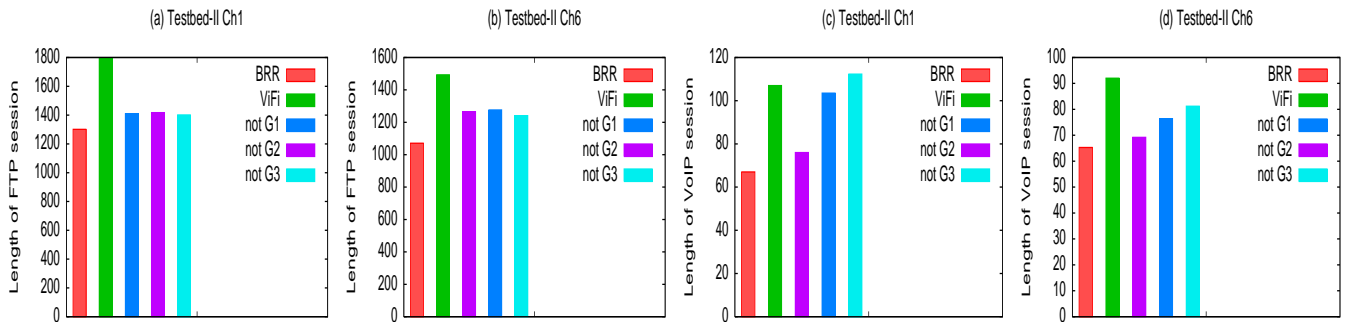 (a) Testbed-II Ch1
Length of FTP session
1800
1600
1400
1200
1000
800
600
400
200
0
BRR
ViFi
not G1
not G2
not G3
(b) Testbed-II Ch6
Length of FTP session
1600
1400
1200
1000
800
600
400
200
0
BRR
ViFi
not G1
not G2
not G3
(c) Testbed-II Ch1
Length of VoIP session
120
100
80
60
40
20
0
BRR
ViFi
not G1
not G2
not G3
(d) Testbed-II Ch6
Length of VoIP session
100
90
80
70
60
50
40
30
20
10
0
BRR
ViFi
not G1
not G2
not G3